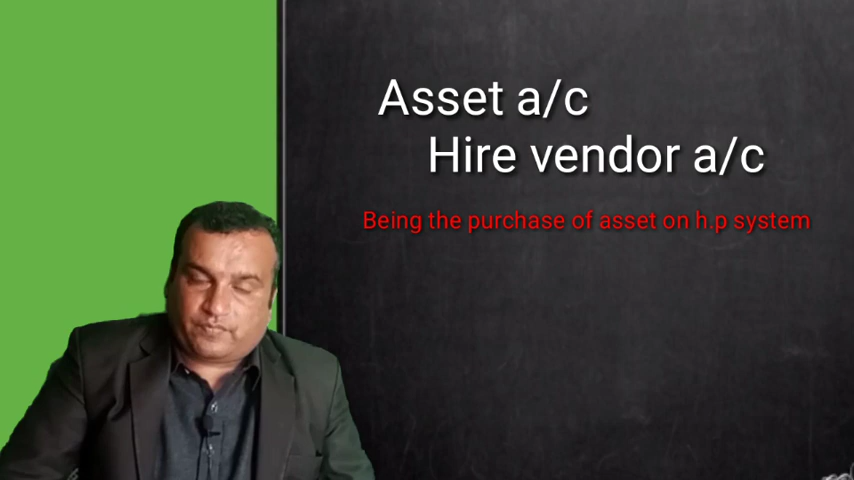 Asset a/c
Hire vendor a/c
Being the purchase of asset on h.p system